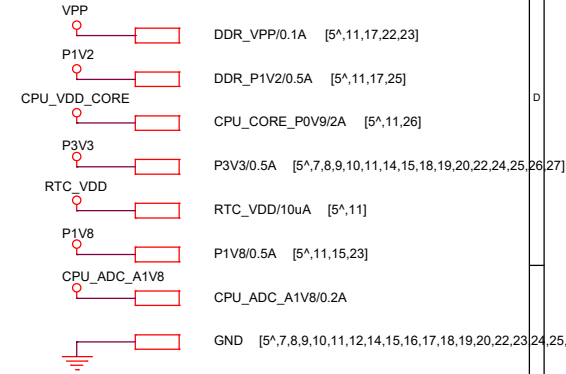 VPP
DDR_VPP/0.1A [5^,11,17,22,23]
P1V2
DDR_P1V2/0.5A [5^,11,17,25]
CPU_VDD_CORE
D
CPU_CORE_P0V9/2A [5^,11,26]
P3V3
P3V3/0.5A [5^,7,8,9,10,11,14,15,18,19,20,22,24,25,26,27]
RTC_VDD
RTC_VDD/10uA [5^,11]
P1V8
P1V8/0.5A [5^,11,15,23]
CPU_ADC_A1V8
CPU_ADC_A1V8/0.2A
GND [5^,7,8,9,10,11,12,14,15,16,17,18,19,20,22,23,24,25,